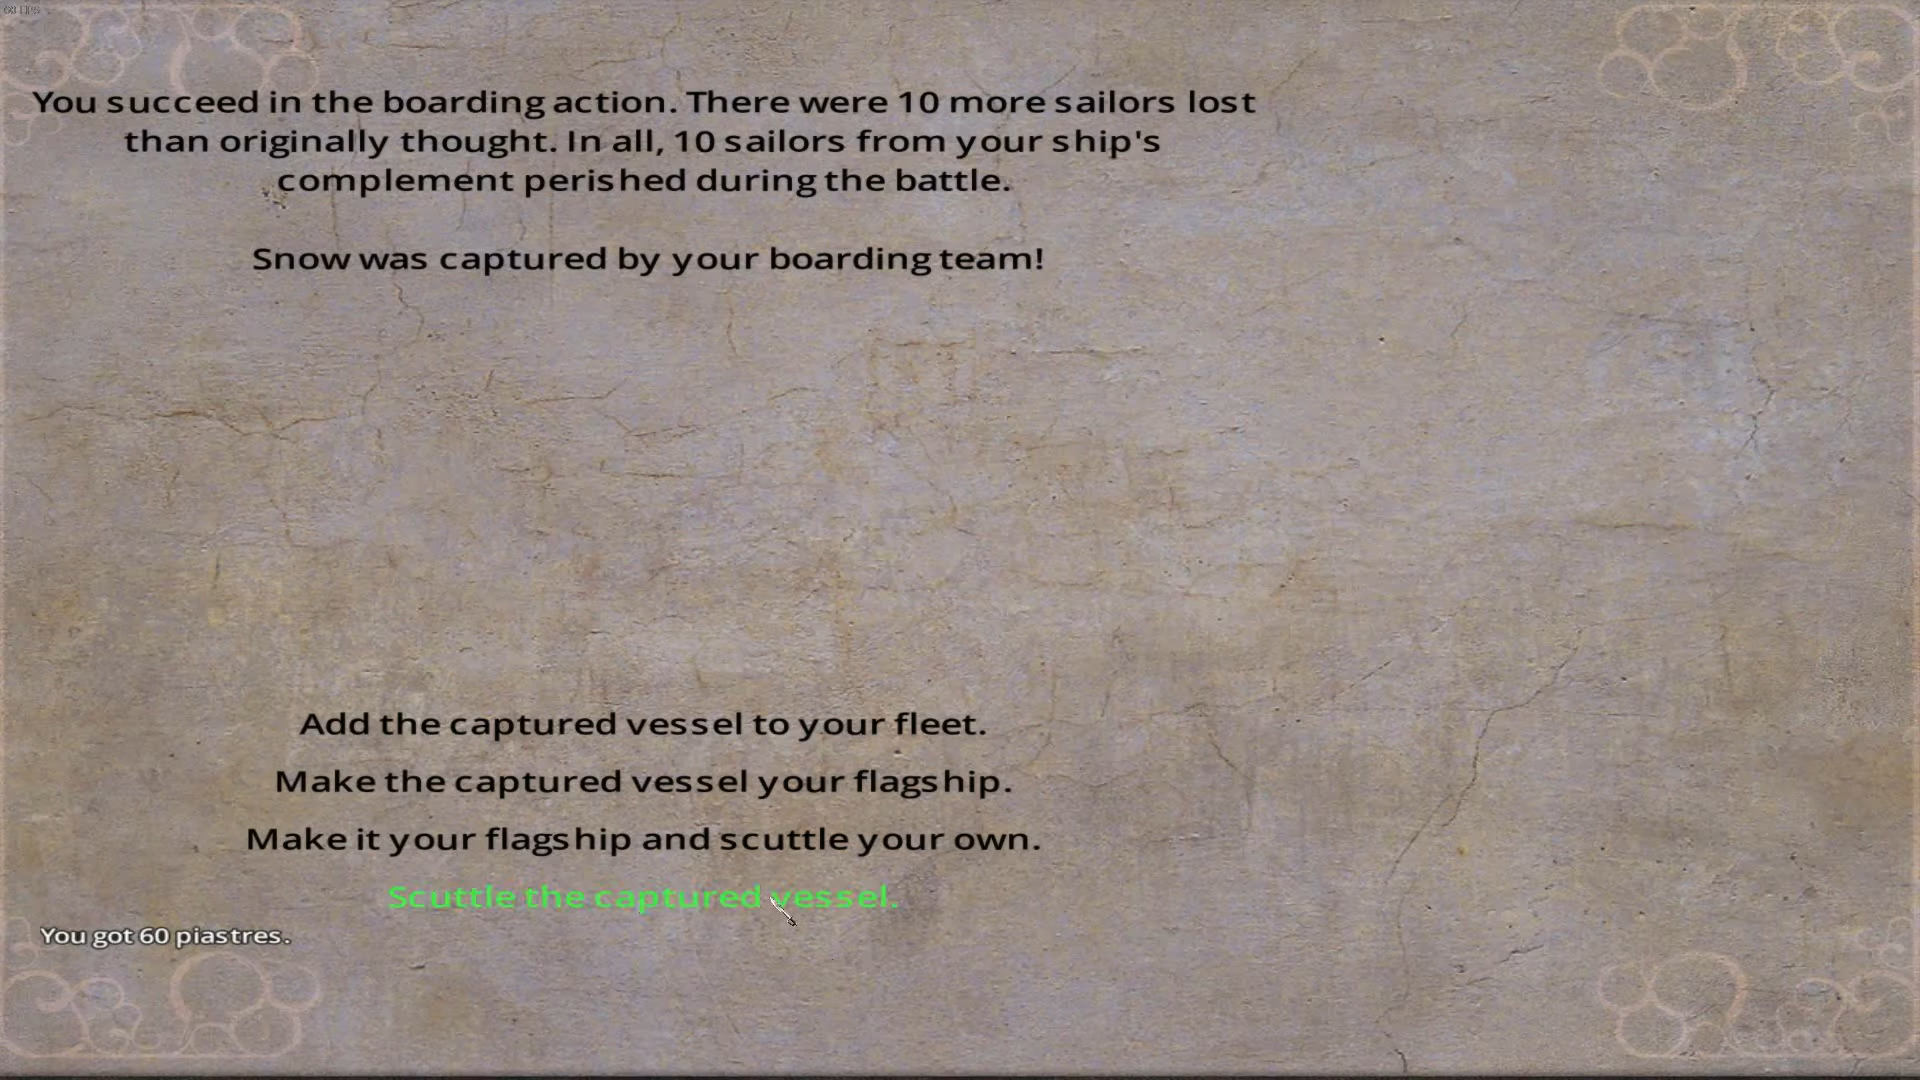 60 FPS
You succeed in the boarding action. There were 10 more sailors lost
than originally thought. In all, 10 sailors from your ship's
complement perished during the battle.
Snow was captured by your boarding team!
Add the captured vessel to your fleet.
Make the captured vessel your flagship.
Make it your flagship and scuttle your own.
Scuttle the captured vessel.
You got 60 piastres.